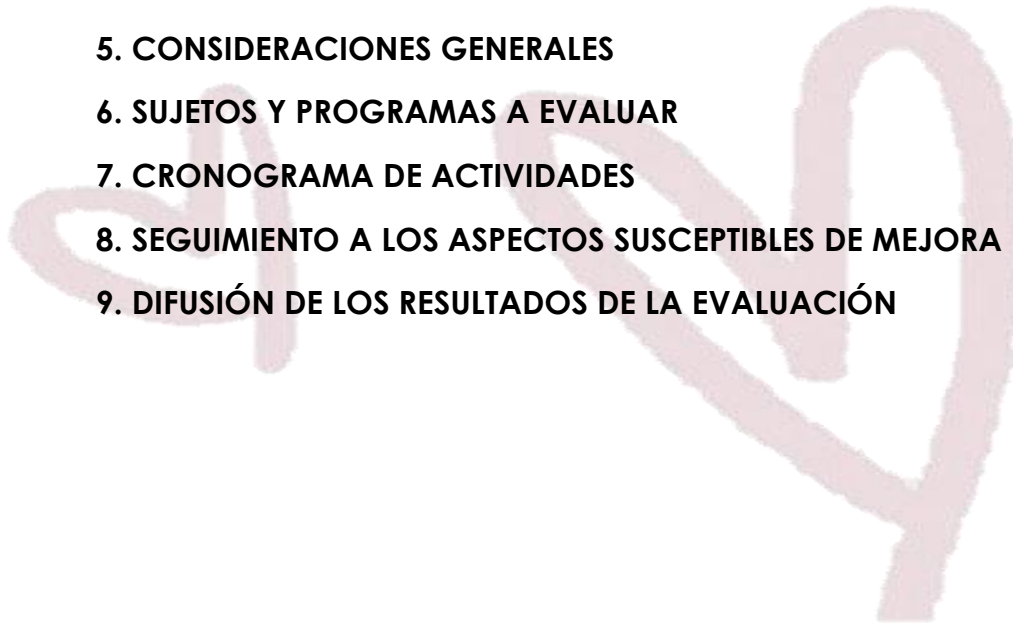 5. CONSIDERACIONES GENERALES
6. SUJETOS Y PROGRAMAS A EVALUAR
7. CRONOGRAMA DE ACTIVIDADES
8. SEGUIMIENTO A LOS ASPECTOS SUSCEPTIBLES DE MEJORA
9. DIFUSIÓN DE LOS RESULTADOS DE LA EVALUACIÓN